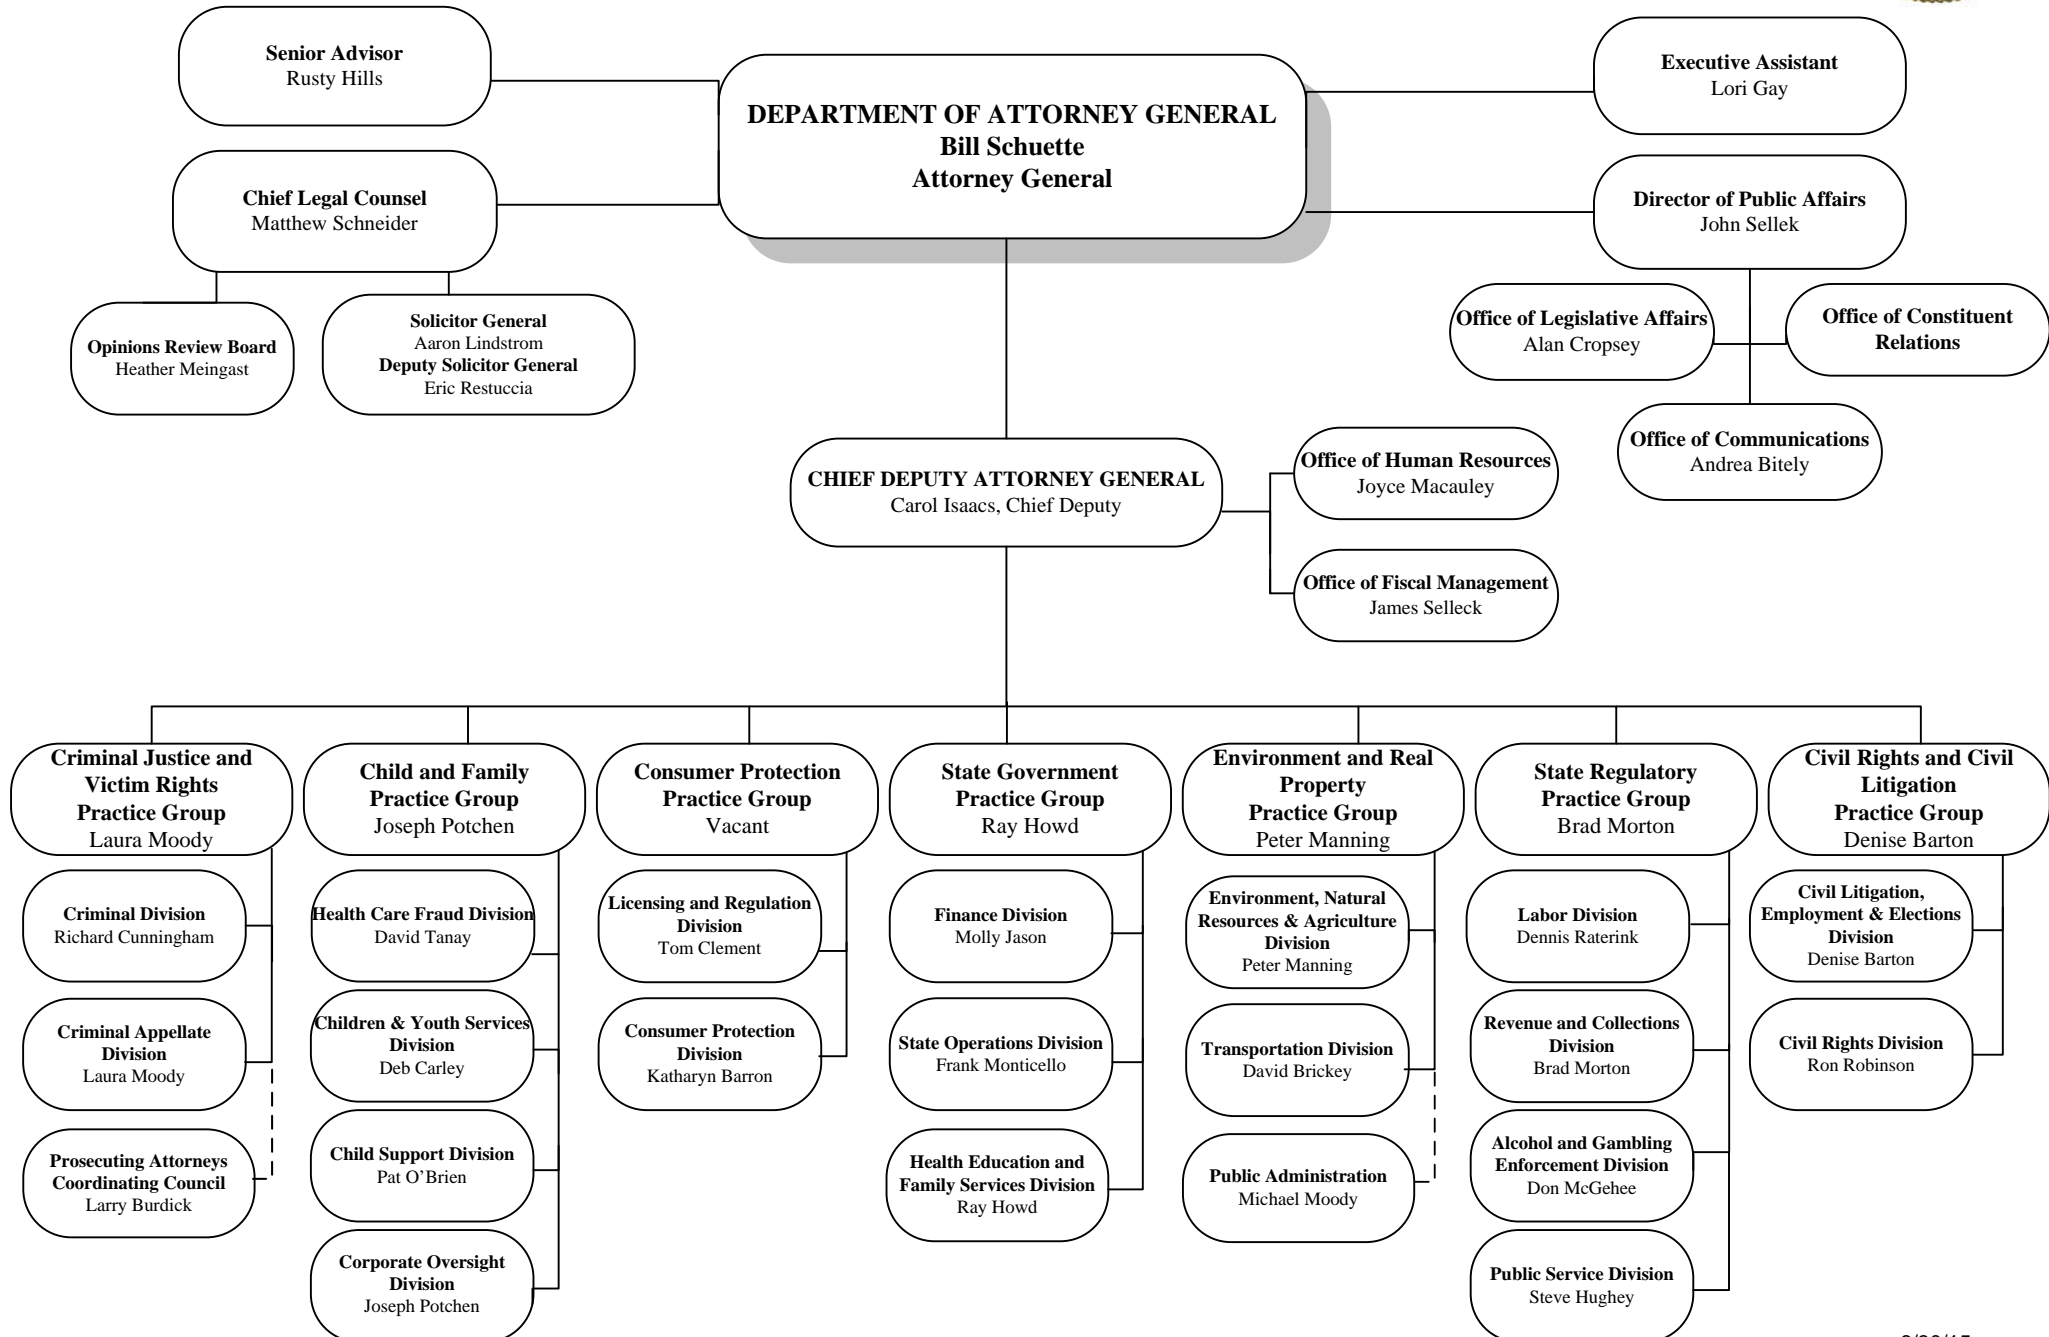 Senior Advisor
Rusty Hills
DEPARTMENT OF ATTORNEY GENERAL
Bill Schuette
Attorney General
Executive Assistant
Lori Gay
Chief Legal Counsel
Matthew Schneider
Director of Public Affairs
John Sellek
Opinions Review Board
Heather Meingast
Solicitor General
Aaron Lindstrom
Deputy Solicitor General
Eric Restuccia
Office of Legislative Affairs
Alan Cropsey
Office of Constituent
Relations
Office of Communications
Andrea Bitely
CHIEF DEPUTY ATTORNEY GENERAL
Carol Isaacs, Chief Deputy
Office of Human Resources
Joyce Macauley
Office of Fiscal Management
James Selleck
Criminal Justice and
Victim Rights
Practice Group
Laura Moody
Criminal Division
Richard Cunningham
Criminal Appellate
Division
Laura Moody
Prosecuting Attorneys
Coordinating Council
Larry Burdick
Child and Family
Practice Group
Joseph Potchen
Health Care Fraud Division
David Tanay
Children & Youth Services
Division
Deb Carley
Child Support Division
Pat O’Brien
Corporate Oversight
Division
Joseph Potchen
Consumer Protection
Practice Group
Vacant
Licensing and Regulation
Division
Tom Clement
Consumer Protection
Division
Katharyn Barron
State Government
Practice Group
Ray Howd
Finance Division
Molly Jason
State Operations Division
Frank Monticello
Health Education and
Family Services Division
Ray Howd
Environment and Real
Property
Practice Group
Peter Manning
Environment, Natural
Resources & Agriculture
Division
Peter Manning
Transportation Division
David Brickey
Public Administration
Michael Moody
State Regulatory
Practice Group
Brad Morton
Labor Division
Dennis Raterink
Revenue and Collections
Division
Brad Morton
Alcohol and Gambling
Enforcement Division
Don McGehee
Public Service Division
Steve Hughey
Civil Rights and Civil
Litigation
Practice Group
Denise Barton
Civil Litigation,
Employment & Elections
Division
Denise Barton
Civil Rights Division
Ron Robinson